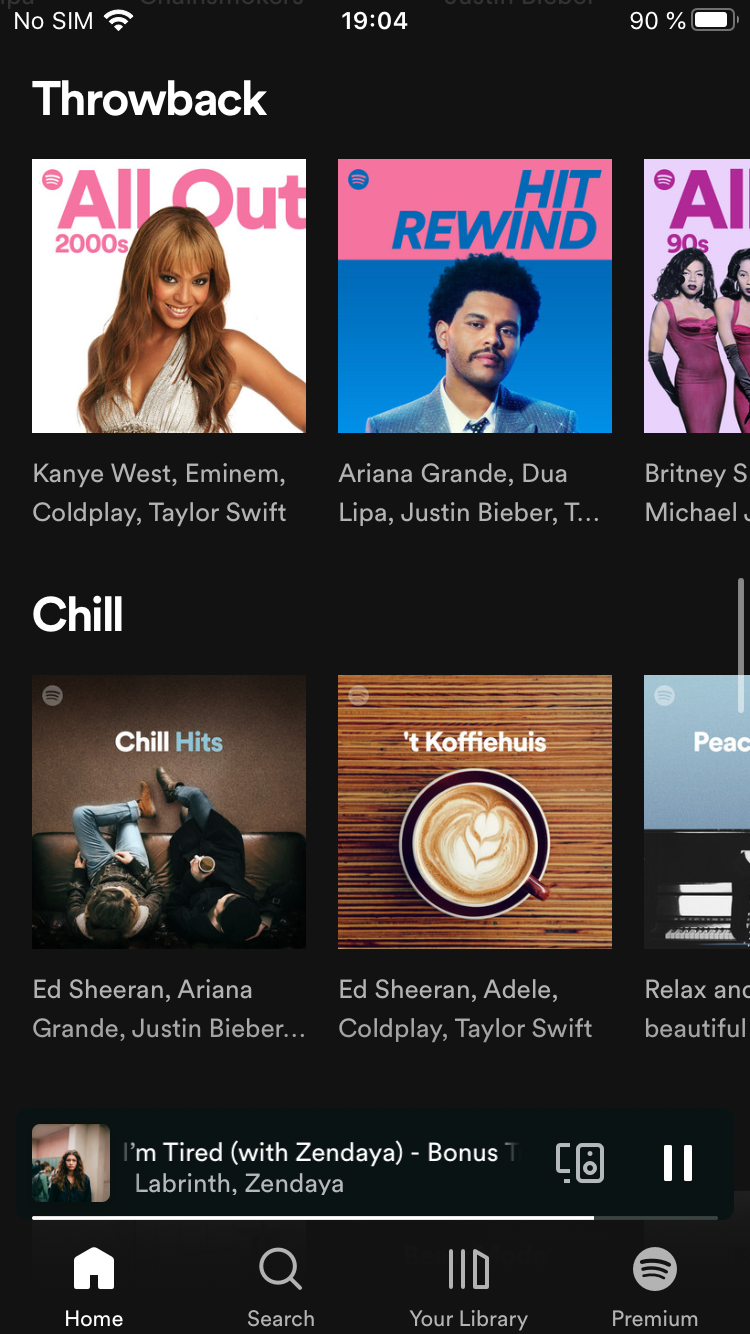 No SIM 19:04 90 %
Throwback
All Out
2000s
HIT
REWIND
All
90s
Kanye West, Eminem,
Coldplay, Taylor Swift
Ariana Grande, Dua
Lipa, Justin Bieber, T...
Britney S
Michael J
Chill
Chill Hits
't Koffiehuis
Peac
Ed Sheeran, Ariana
Grande, Justin Bieber...
Ed Sheeran, Adele,
Coldplay, Taylor Swift
Relax and
beautiful
I'm Tired (with Zendaya) - Bonus T
Labrinth, Zendaya
Home
Search
Your Library
Premium